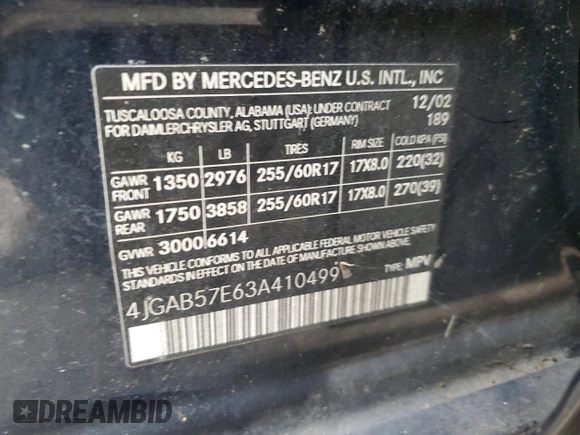 MFD BY MERCEDES-BENZ U.S. INTL., INC
TUSCALOOSA COUNTY, ALABAMA (USA): UNDER CONTRACT 12/02
FOR DAIMLERCHRYSLER AG, STUTTGART (GERMANY) 189
KG LB TIRES RIM SIZE COLD KPA (PSI)
GAWR FRONT 1350 2976 255/60R17 17X8.0 220(32)
GAWR REAR 1750 3858 255/60R17 17X8.0 270(39)
GVWR 3000 6614
THIS VEHICLE CONFORMS TO ALL APPLICABLE FEDERAL MOTOR VEHICLE SAFETY
STANDARDS IN EFFECT ON THE DATE OF MANUFACTURE SHOWN ABOVE.
4JGAB57E63A410499 TYPE: MPV
DREAMBID